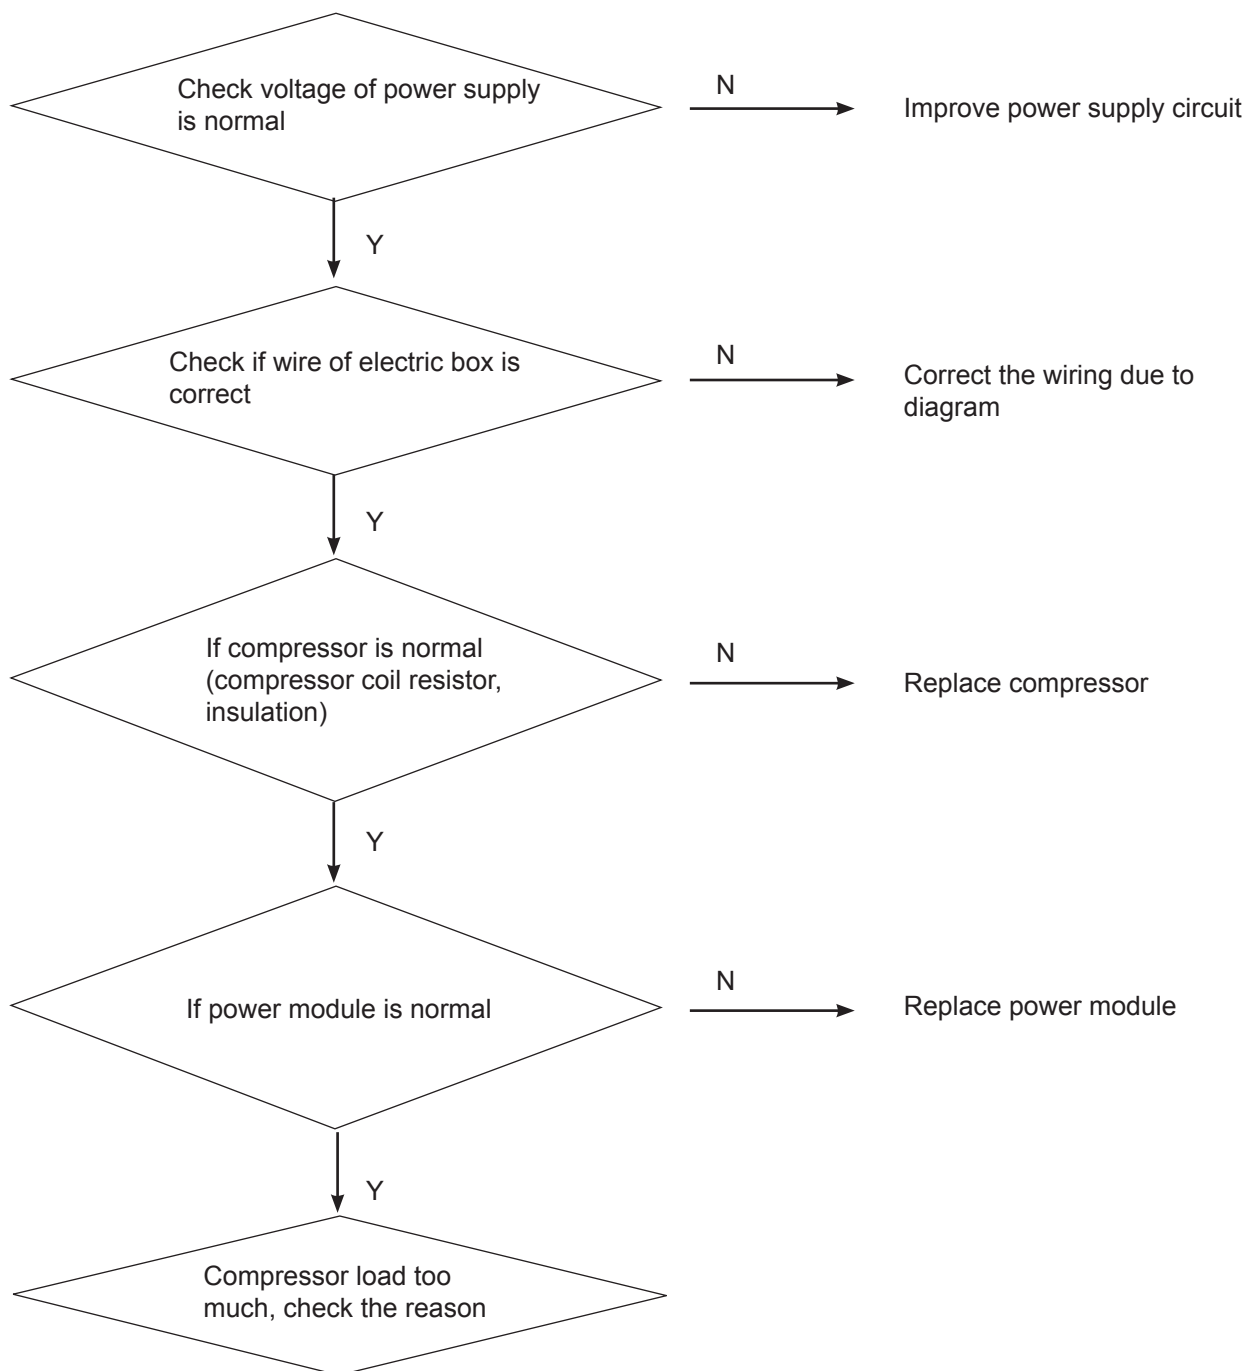 Check voltage of power supply
is normal
N
Improve power supply circuit
Y
Check if wire of electric box is
correct
N
Correct the wiring due to
diagram
Y
If compressor is normal
(compressor coil resistor,
insulation)
N
Replace compressor
Y
If power module is normal
N
Replace power module
Y
Compressor load too
much, check the reason